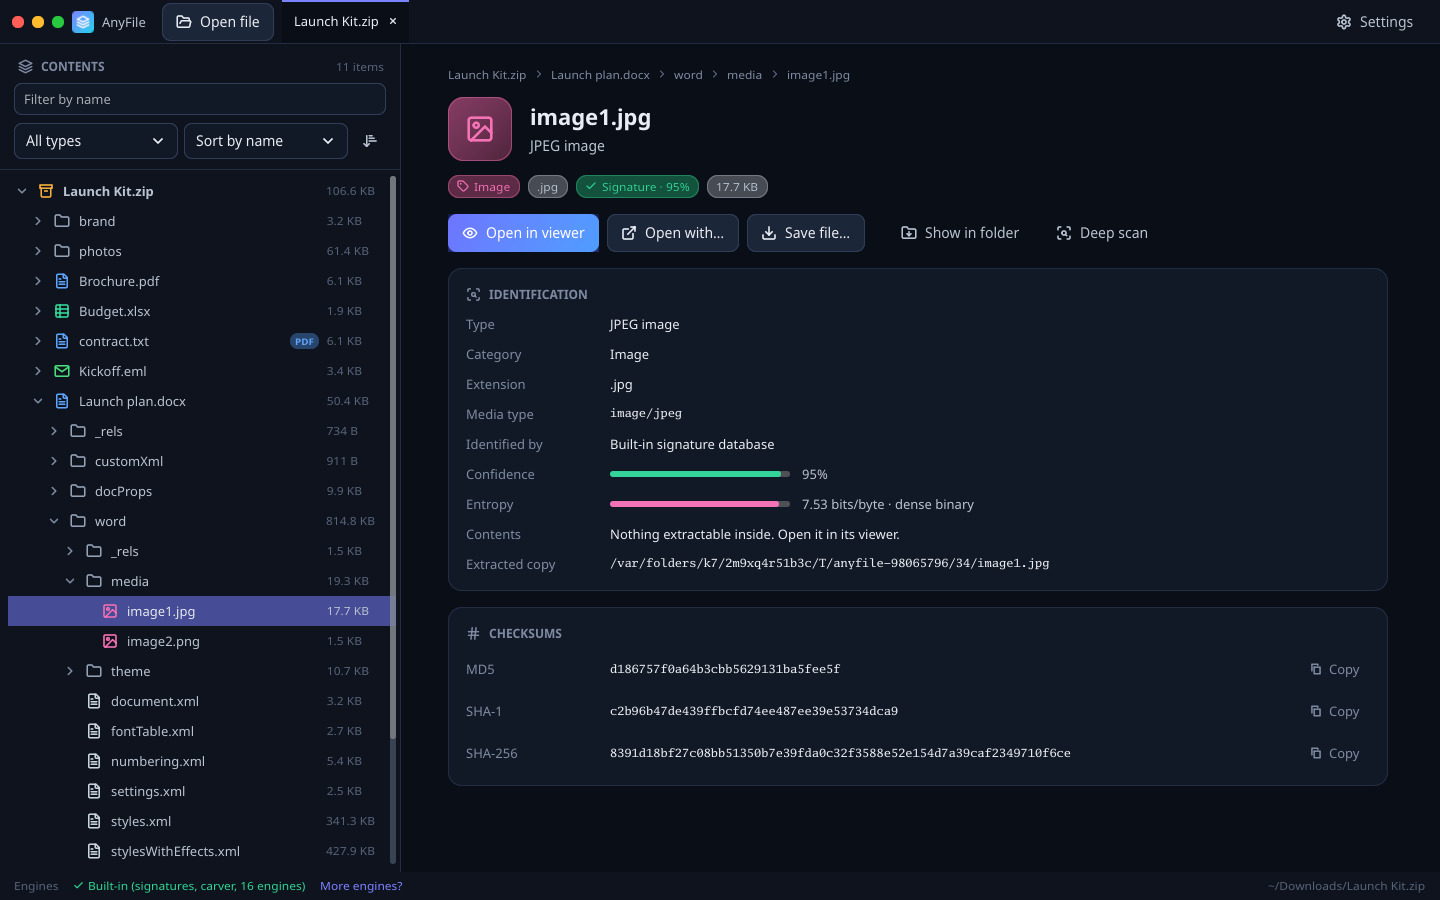 AnyFile
Open file
Launch Kit.zip ×
Settings
CONTENTS
11 items
Filter by name
All types
Sort by name
Launch Kit.zip 106.6 KB
brand 3.2 KB
photos 61.4 KB
Brochure.pdf 6.1 KB
Budget.xlsx 1.9 KB
contract.txt PDF 6.1 KB
Kickoff.eml 3.4 KB
Launch plan.docx 50.4 KB
_rels 734 B
customXml 911 B
docProps 9.9 KB
word 814.8 KB
_rels 1.5 KB
media 19.3 KB
image1.jpg 17.7 KB
image2.png 1.5 KB
theme 10.7 KB
document.xml 3.2 KB
fontTable.xml 2.7 KB
numbering.xml 5.4 KB
settings.xml 2.5 KB
styles.xml 341.3 KB
stylesWithEffects.xml 427.9 KB
Launch Kit.zip > Launch plan.docx > word > media > image1.jpg
image1.jpg
JPEG image
Image .jpg Signature · 95% 17.7 KB
Open in viewer Open with... Save file... Show in folder Deep scan
IDENTIFICATION
Type JPEG image
Category Image
Extension .jpg
Media type image/jpeg
Identified by Built-in signature database
Confidence 95%
Entropy 7.53 bits/byte · dense binary
Contents Nothing extractable inside. Open it in its viewer.
Extracted copy /var/folders/k7/2m9xq4r51b3c/T/anyfile-98065796/34/image1.jpg
CHECKSUMS
MD5 d186757f0a64b3cbb5629131ba5fee5f Copy
SHA-1 c2b96b47de439ffbcfd74ee487ee39e53734dca9 Copy
SHA-256 8391d18bf27c08bb51350b7e39fda0c32f3588e52e154d7a39caf2349710f6ce Copy
Engines Built-in (signatures, carver, 16 engines) More engines?
~/Downloads/Launch Kit.zip